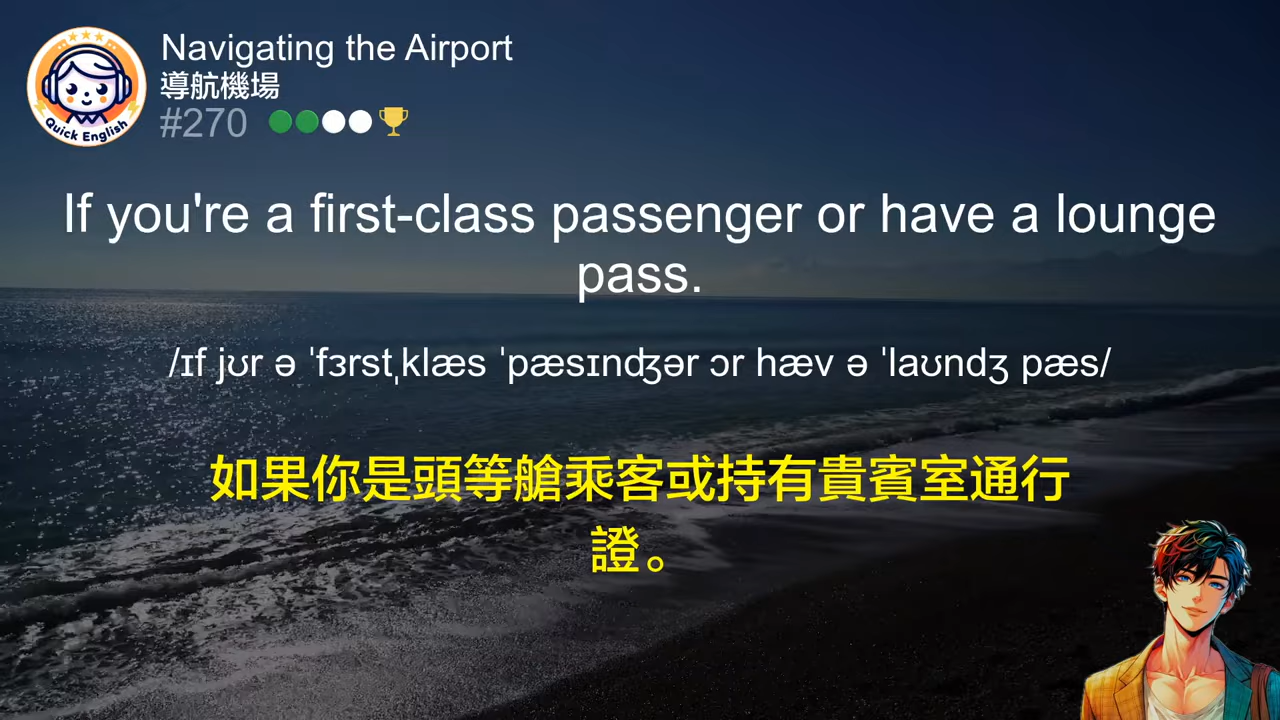 Navigating the Airport
導航機場
#270
Quick English
If you're a first-class passenger or have a lounge
pass.
/ɪf jʊr ə ˈfɜrstˌklæs ˈpæsɪnʤər ɔr hæv ə ˈlaʊndʒ pæs/
如果你是頭等艙乘客或持有貴賓室通行
證。